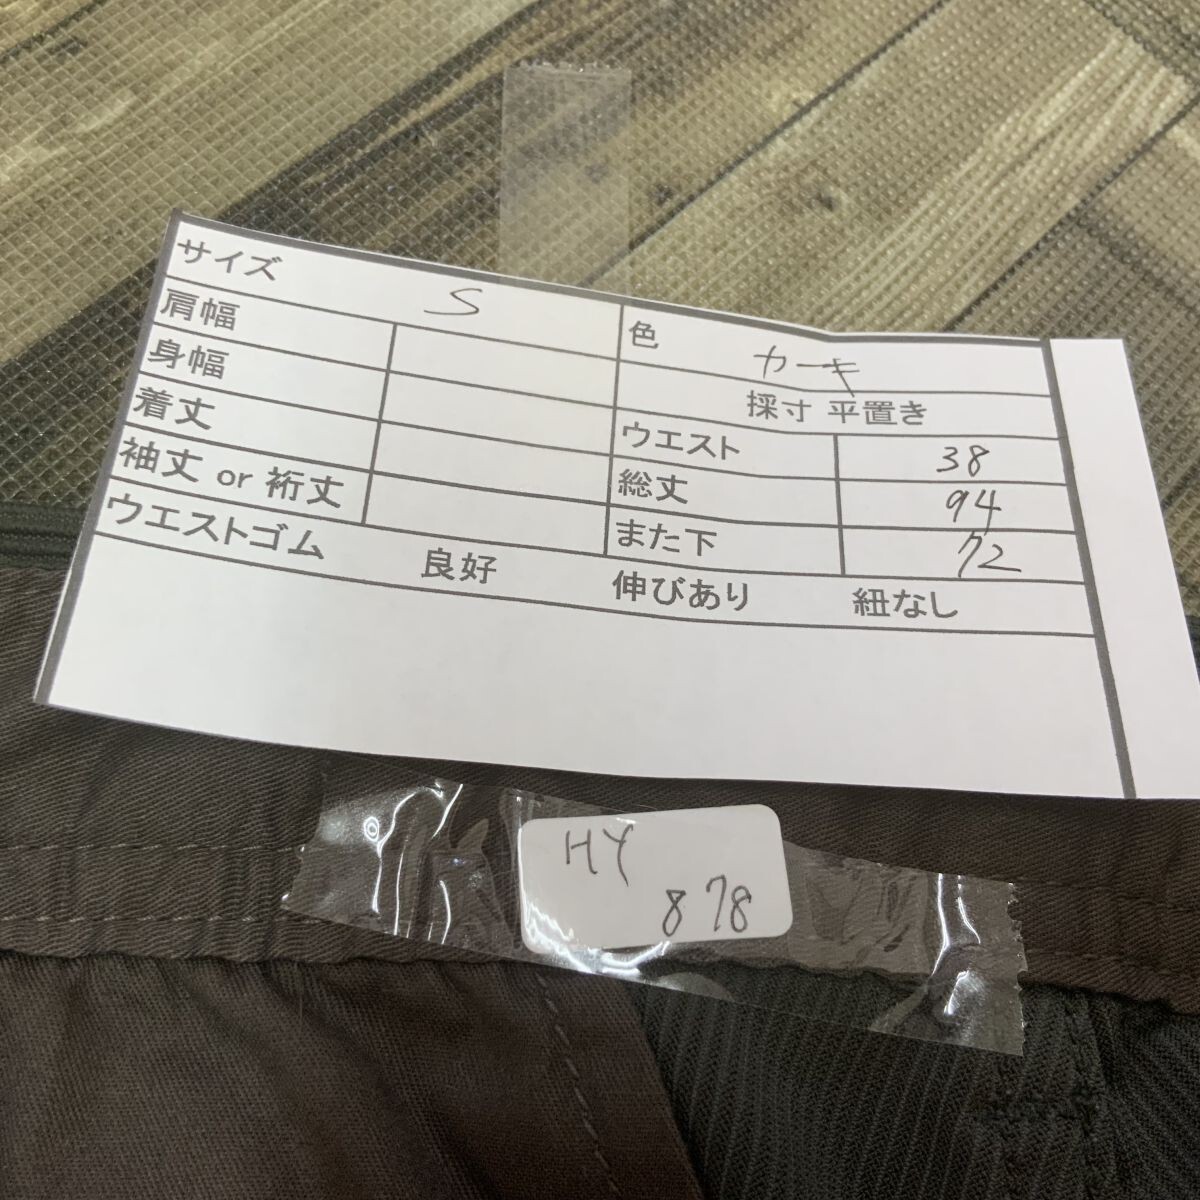 サイズ S 色 カーキ
肩幅 採寸 平置き
身幅 ウエスト 38
着丈 総丈 94
袖丈 or 裄丈 また下 72
ウエストゴム 良好 伸びあり 紐なし
HY
878